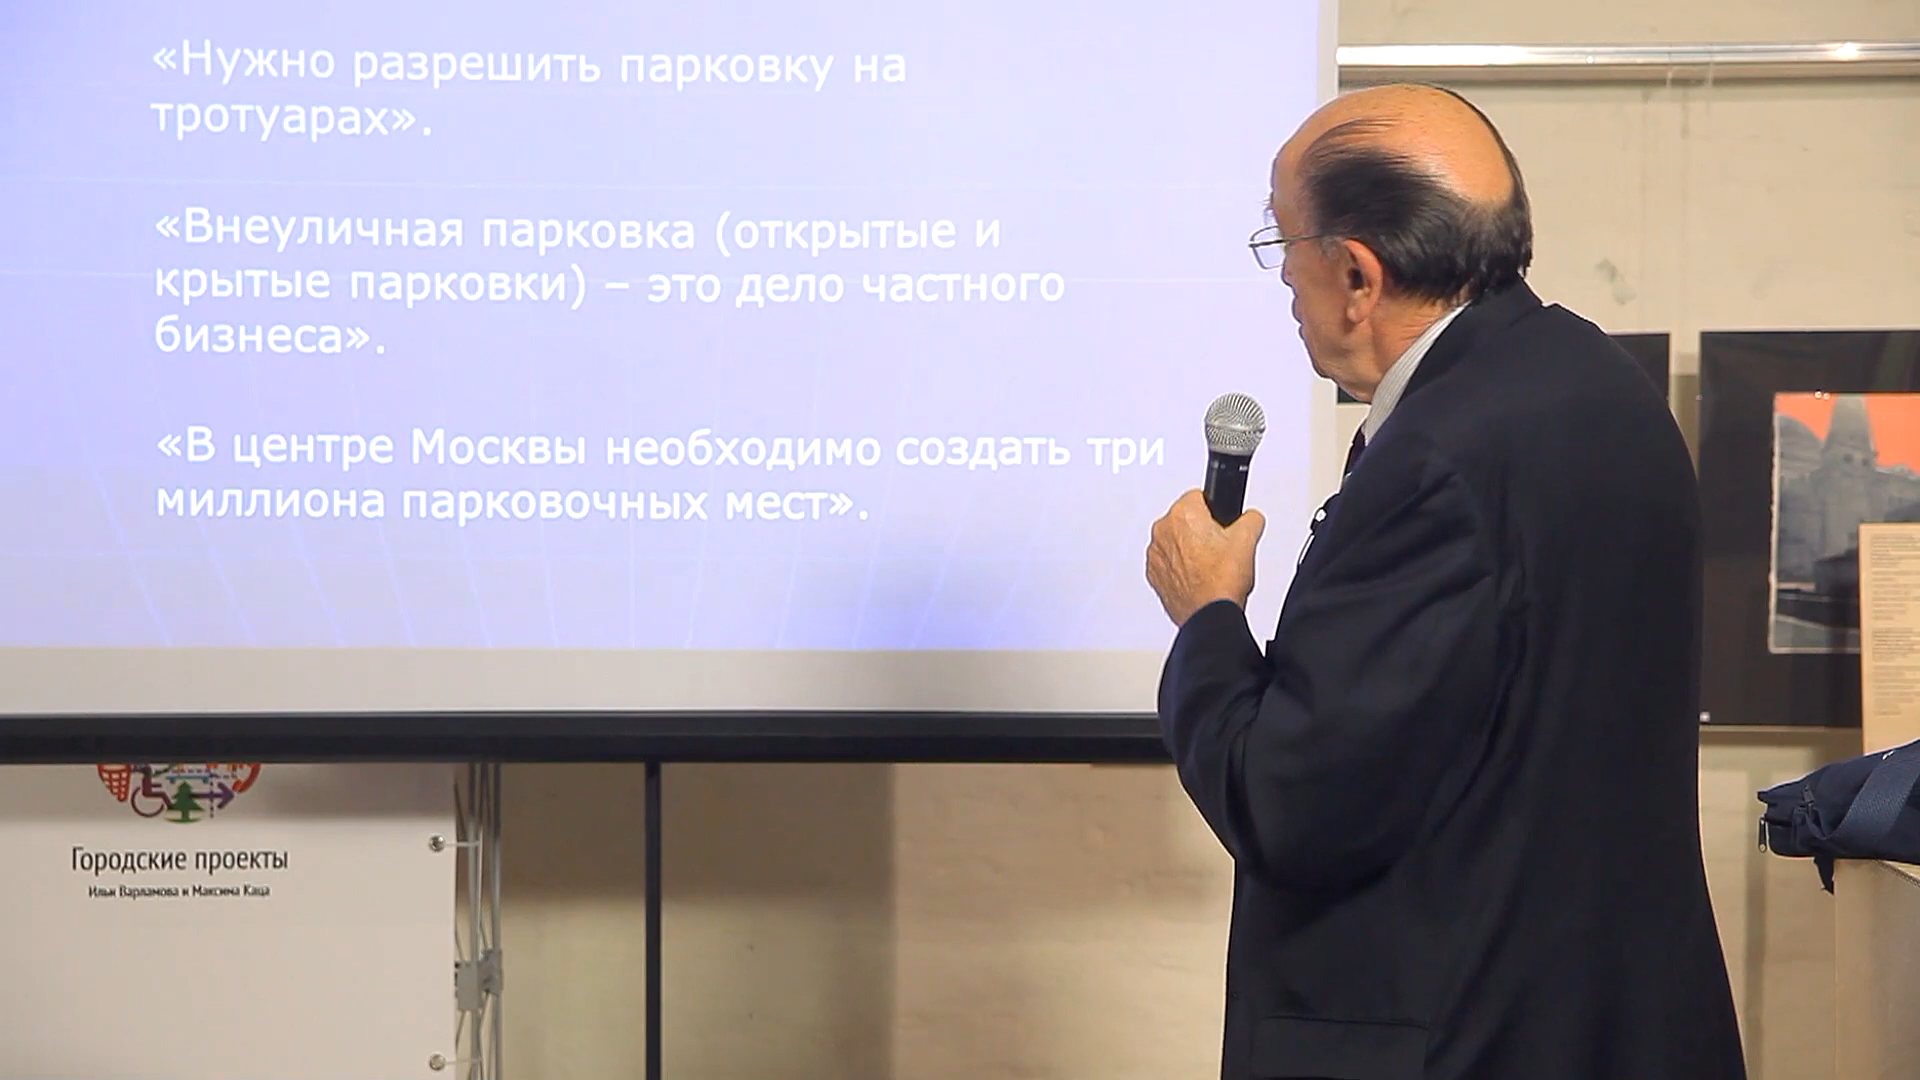 «Нужно разрешить парковку на
тротуарах».
«Внеуличная парковка (открытые и
крытые парковки) – это дело частного
бизнеса».
«В центре Москвы необходимо создать три
миллиона парковочных мест».
Городские проекты
Ильи Варламова и Максима Каца